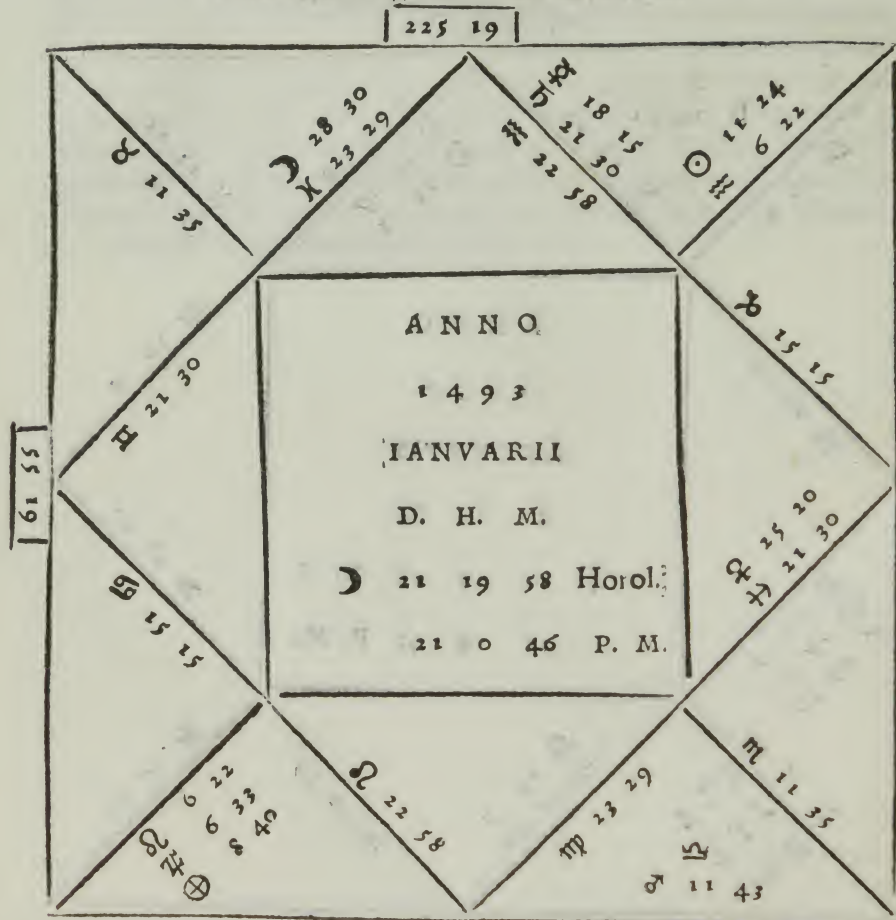 225 19
♉ 11 35
☽ 28 30
♓ 23 29
♄ ☿ 18 15
21 30
♒ 22 58
☉ 11 24
♒ 6 22
♑ 15 15
♊ 21 30
61 55
♋ 15 15
ANNO
1493
IANVARII
D. H. M.
☽ 21 19 58 Horol.
21 0 46 P. M.
♀ 25 20
♐ 21 30
♌ 6 22
♃ 6 33
⊕ 8 40
♌ 22 58
♍ 23 29
♎
♂ 11 43
♏ 11 35